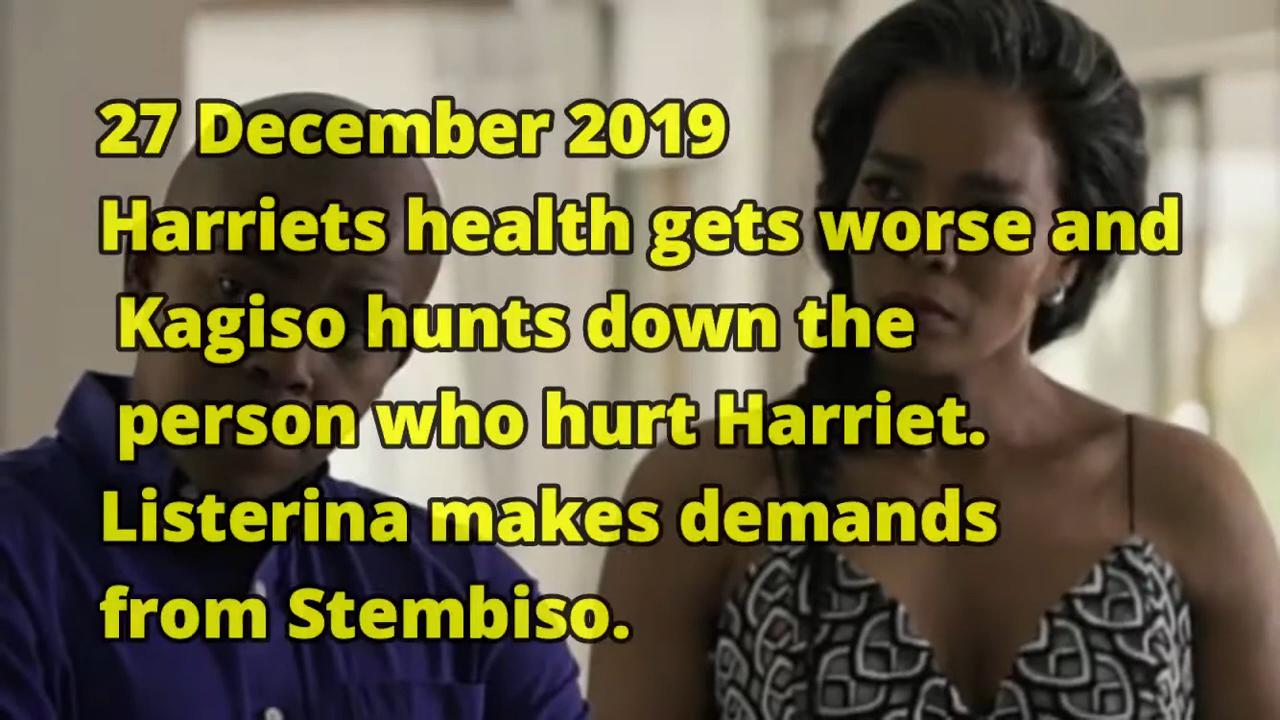 27 December 2019
Harriets health gets worse and
Kagiso hunts down the
person who hurt Harriet.
Listerina makes demands
from Stembiso.